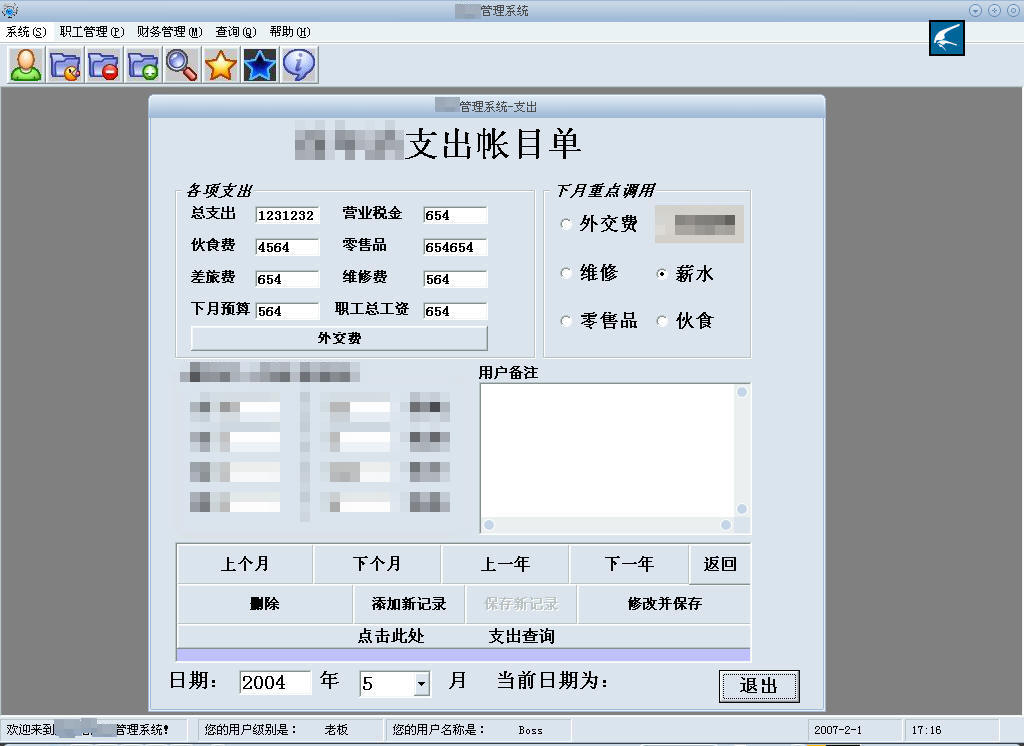 管理系统
系统(S) 职工管理(P) 财务管理(M) 查询(Q) 帮助(H)
管理系统-支出
支出帐目单
各项支出
总支出 1231232 营业税金 654
伙食费 4564 零售品 654654
差旅费 654 维修费 564
下月预算 564 职工总工资 654
外交费
下月重点调用
外交费
维修 薪水
零售品 伙食
用户备注
上个月 下个月 上一年 下一年 返回
删除 添加新记录 保存新记录 修改并保存
点击此处 支出查询
日期： 2004 年 5 月 当前日期为：
退出
欢迎来到 管理系统! 您的用户级别是： 老板 您的用户名称是： Boss 2007-2-1 17:16